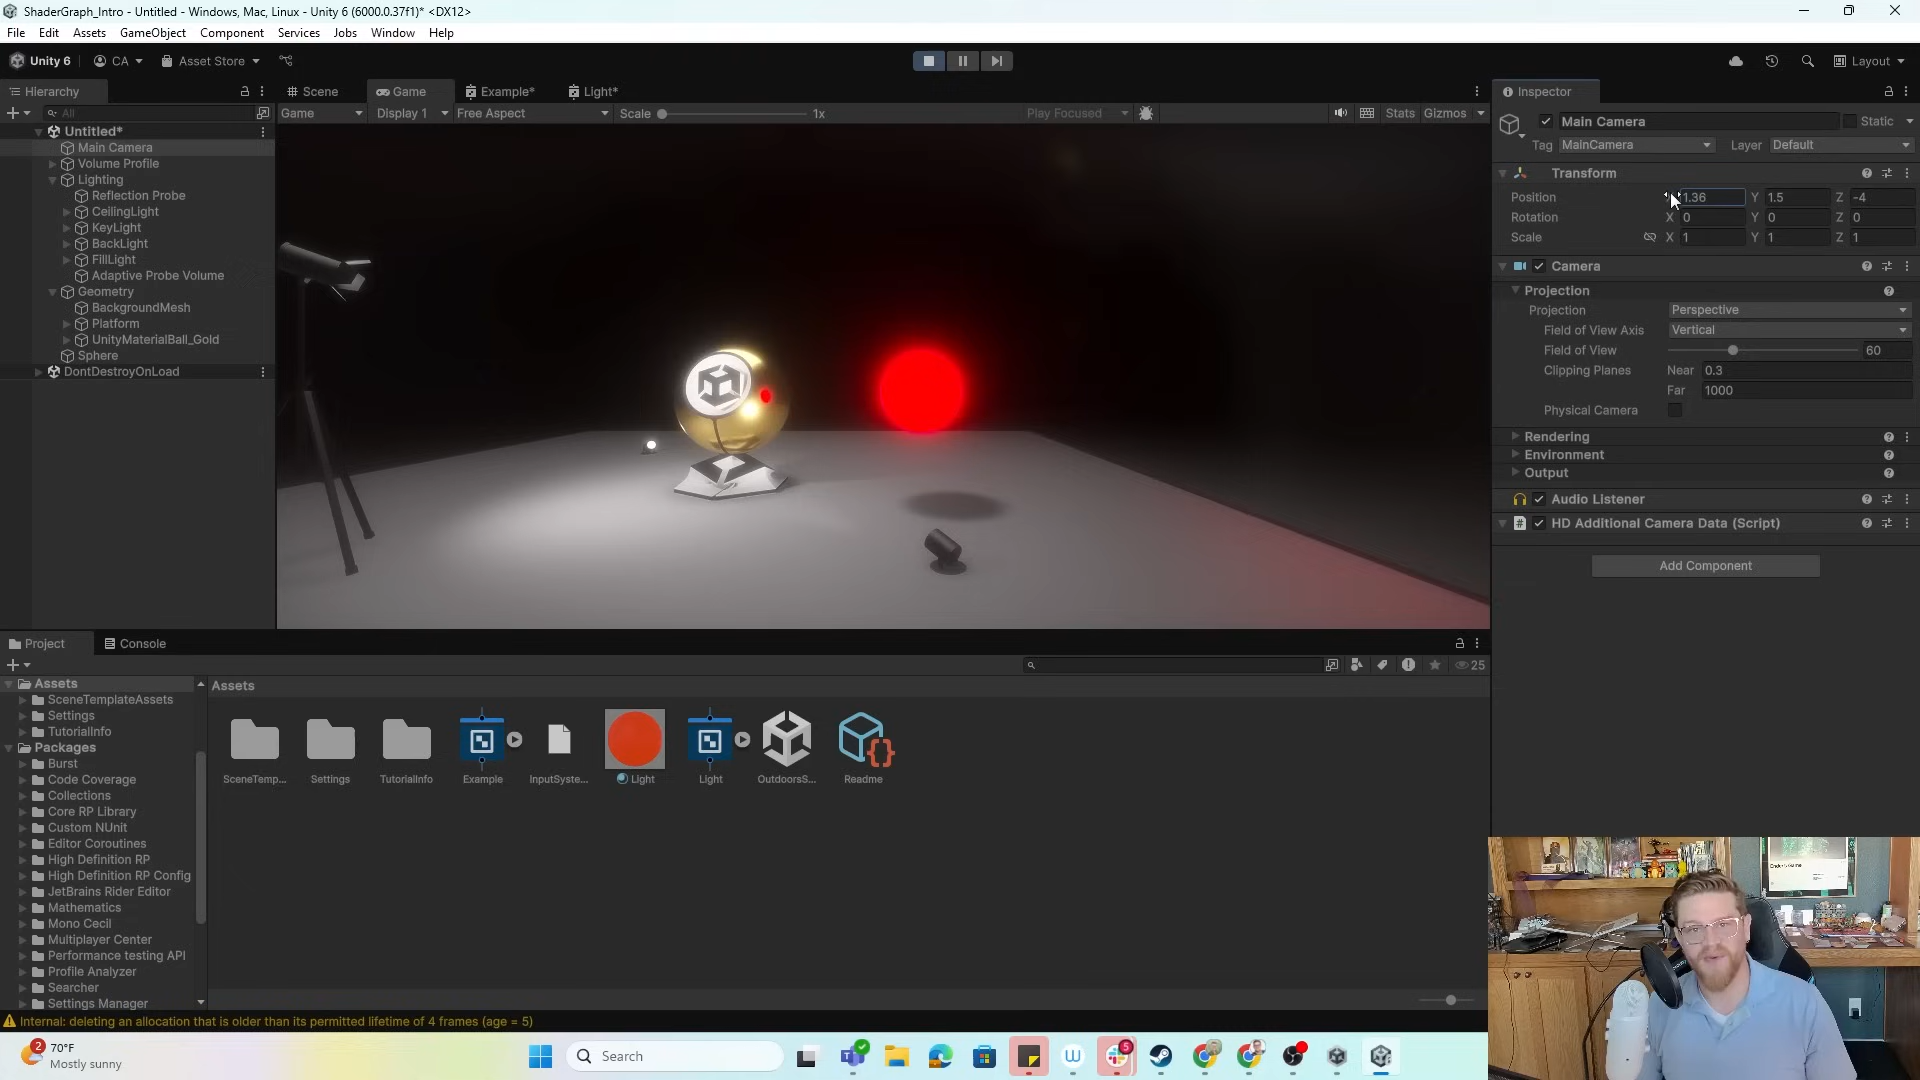 ShaderGraph_Intro - Untitled - Windows, Mac, Linux - Unity 6 (6000.0.37f1)* <DX12>
File Edit Assets GameObject Component Services Jobs Window Help
Unity 6 CA Asset Store Layout
Hierarchy Scene Game Example* Light* Inspector
All Game Display 1 Free Aspect Scale 1x Play Focused Stats Gizmos
Main Camera Static
Tag MainCamera Layer Default
Untitled*
Main Camera
Volume Profile
Lighting
Reflection Probe
CeilingLight
KeyLight
BackLight
FillLight
Adaptive Probe Volume
Geometry
BackgroundMesh
Platform
UnityMaterialBall_Gold
Sphere
DontDestroyOnLoad
Transform
Position 1.36 Y 1.5 Z -4
Rotation X 0 Y 0 Z 0
Scale X 1 Y 1 Z 1
Camera
Projection
Projection Perspective
Field of View Axis Vertical
Field of View 60
Clipping Planes Near 0.3
Far 1000
Physical Camera
Rendering
Environment
Output
Audio Listener
# HD Additional Camera Data (Script)
Add Component
Project Console
25
Assets
SceneTemplateAssets
Settings
TutorialInfo
Packages
Burst
Code Coverage
Collections
Core RP Library
Custom NUnit
Editor Coroutines
High Definition RP
High Definition RP Config
JetBrains Rider Editor
Mathematics
Mono Cecil
Multiplayer Center
Performance testing API
Profile Analyzer
Searcher
Settings Manager
Assets
SceneTemp... Settings TutorialInfo Example InputSyste... Light Light OutdoorsS... Readme
Internal: deleting an allocation that is older than its permitted lifetime of 4 frames (age = 5)
2
70°F
Mostly sunny
Search
5